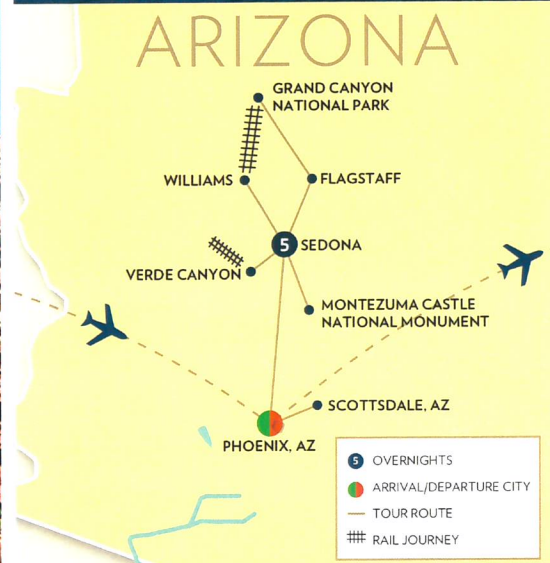 ARIZONA
GRAND CANYON
NATIONAL PARK
WILLIAMS
FLAGSTAFF
5 SEDONA
VERDE CANYON
MONTEZUMA CASTLE
NATIONAL MONUMENT
SCOTTSDALE, AZ
PHOENIX, AZ
5 OVERNIGHTS
ARRIVAL/DEPARTURE CITY
TOUR ROUTE
RAIL JOURNEY